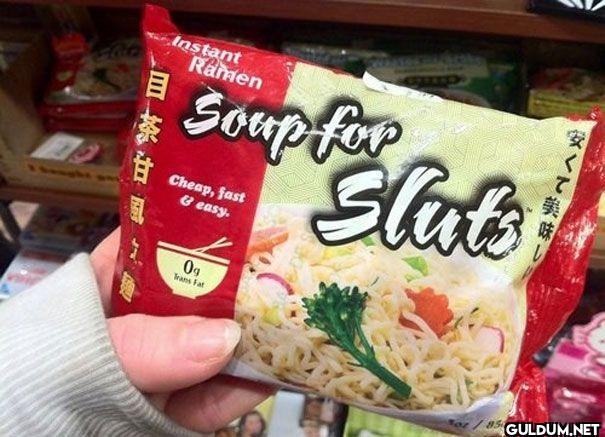 Instant
Ramen
Soup for
Sluts
Cheap, fast
& easy.
0g
Trans Fat
安くて美味しい
GULDUM.NET